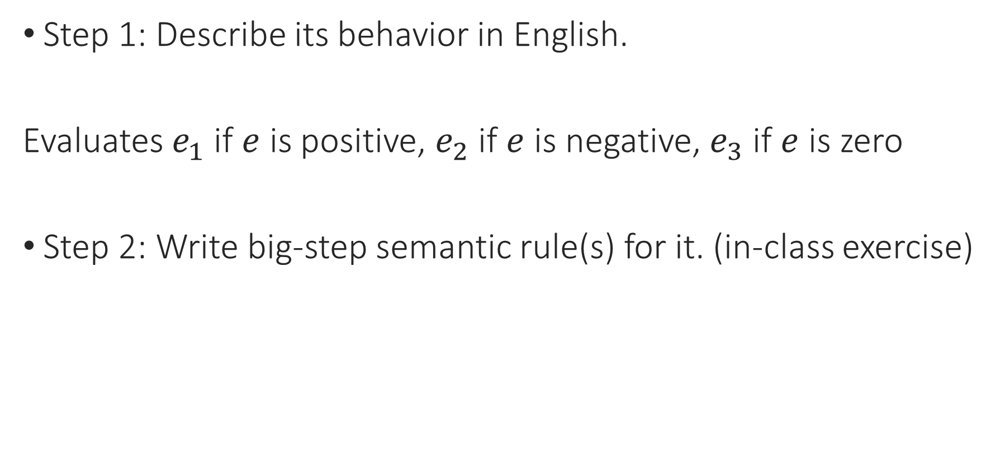 • Step 1: Describe its behavior in English.
Evaluates e₁ if e is positive, e₂ if e is negative, e₃ if e is zero
• Step 2: Write big-step semantic rule(s) for it. (in-class exercise)